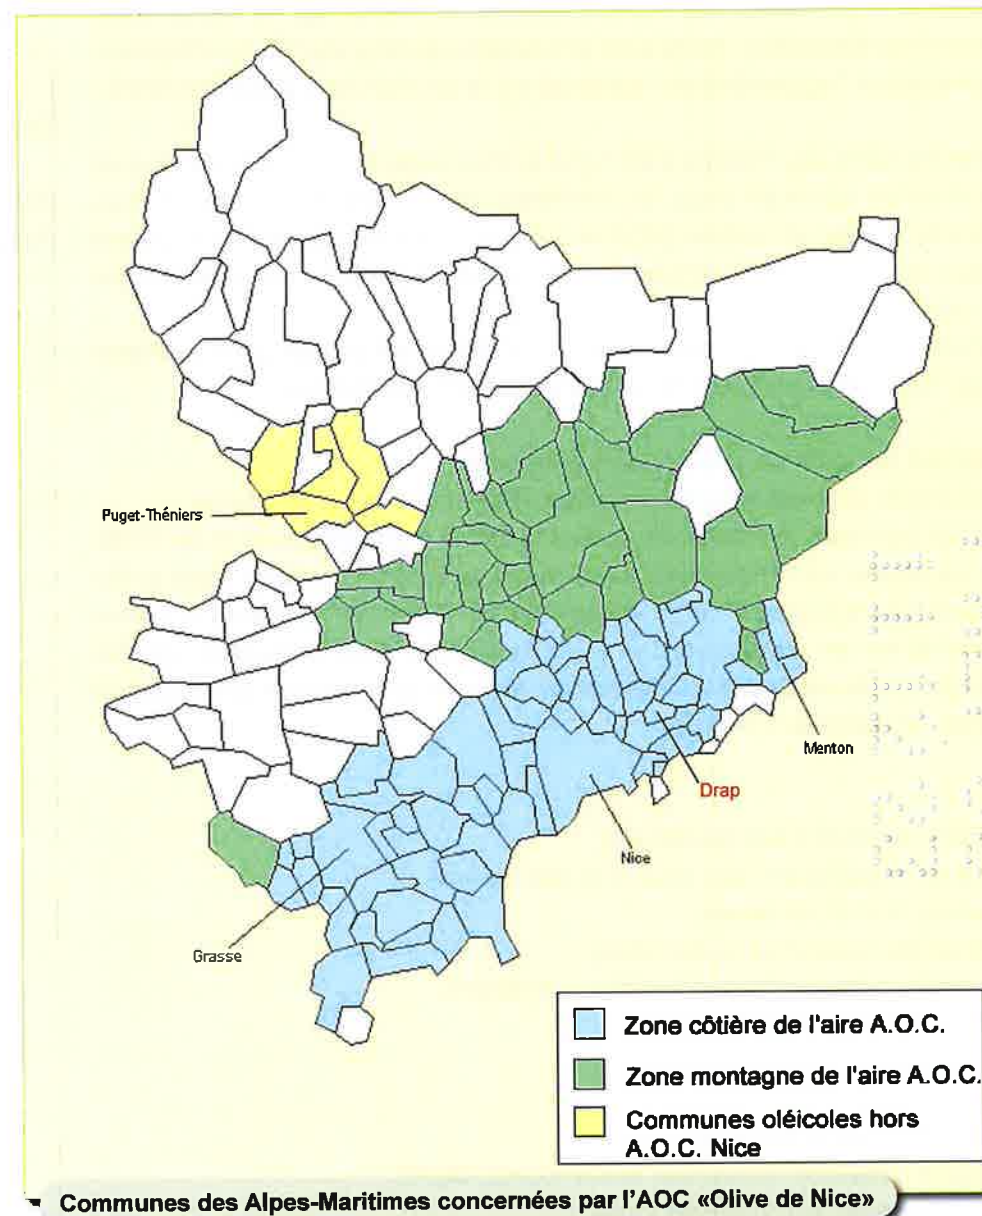 Puget-Théniers
Menton
Drap
Nice
Grasse
Zone côtière de l'aire A.O.C.
Zone montagne de l'aire A.O.C.
Communes oléicoles hors
A.O.C. Nice
Communes des Alpes-Maritimes concernées par l'AOC «Olive de Nice»